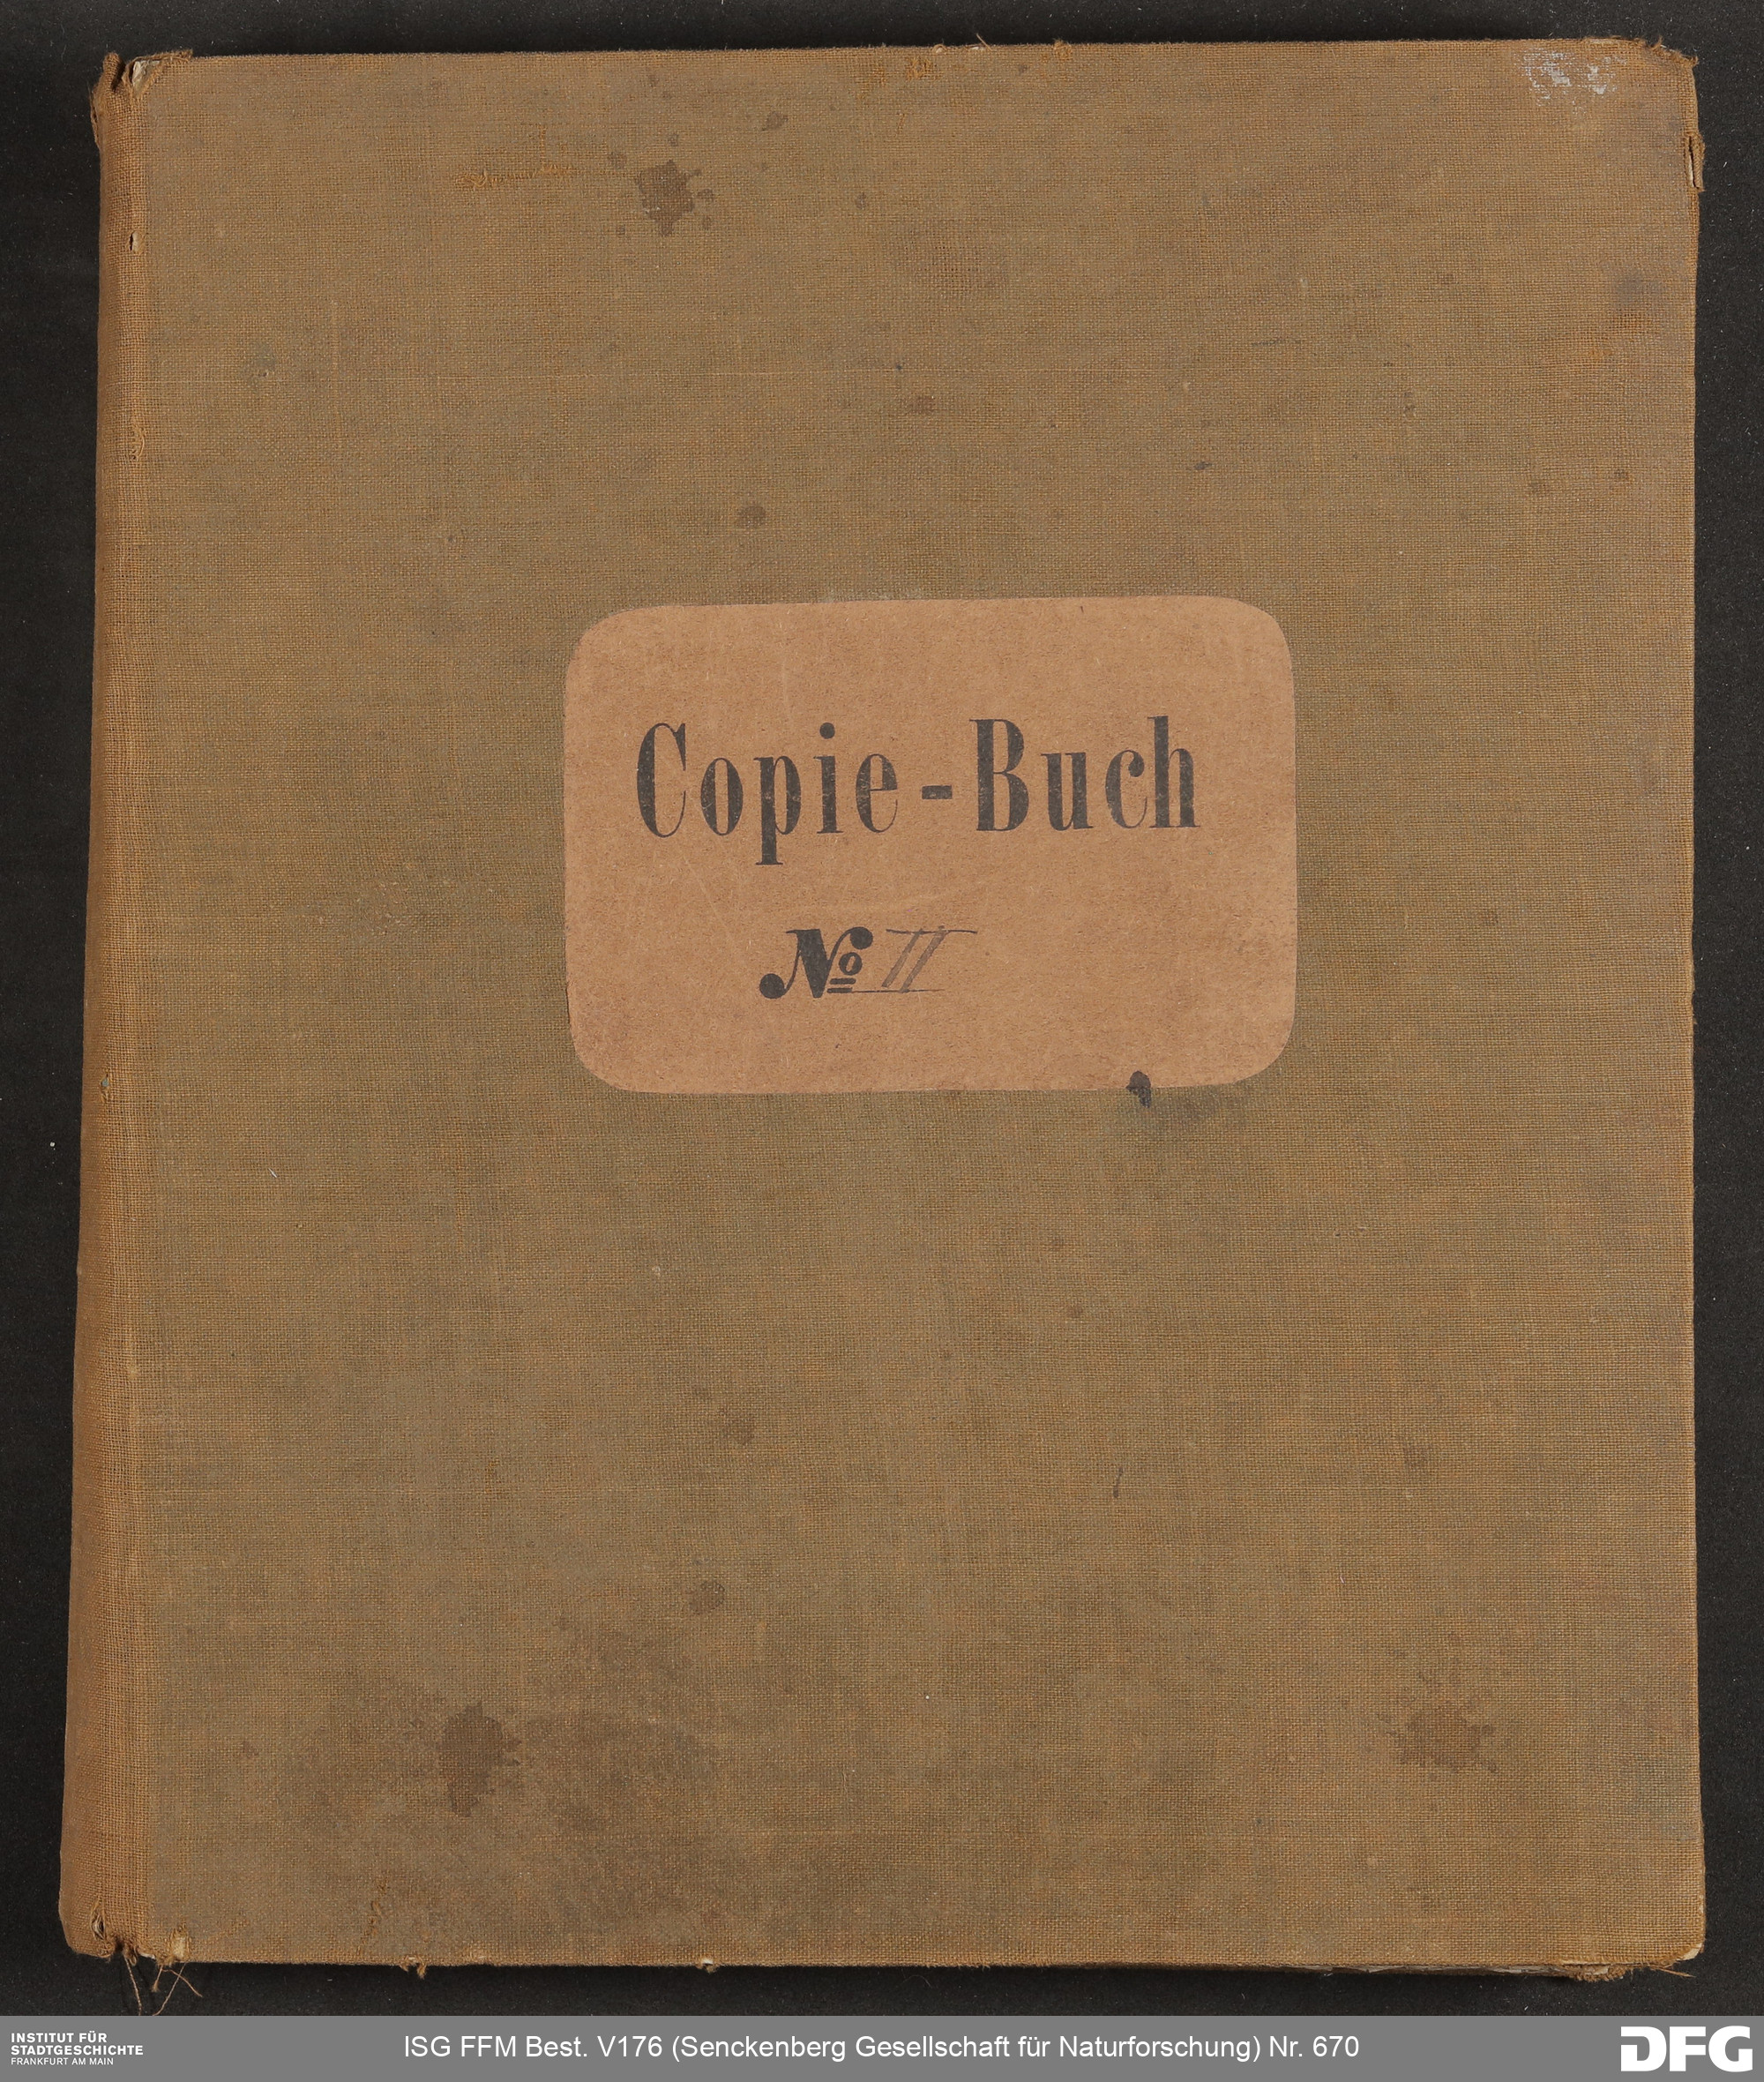 Copie-Buch
No II
INSTITUT FÜR
STADTGESCHICHTE
FRANKFURT AM MAIN
ISG FFM Best. V176 (Senckenberg Gesellschaft für Naturforschung) Nr. 670
DFG